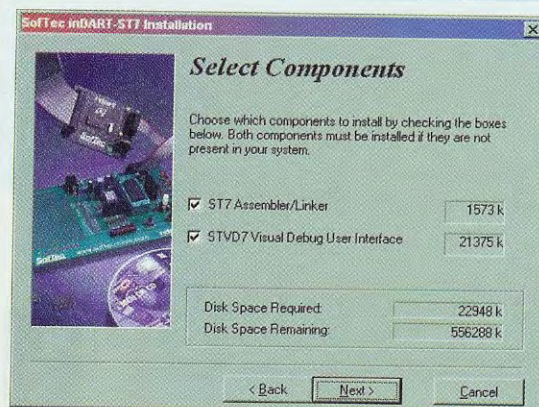 SofTec inDART-ST7 Installation
Select Components
Choose which components to install by checking the boxes
below. Both components must be installed if they are not
present in your system.
ST7 Assembler/Linker 1573 k
STVD7 Visual Debug User Interface 21375 k
Disk Space Required: 22948 k
Disk Space Remaining: 556288 k
< Back Next > Cancel
SofTec